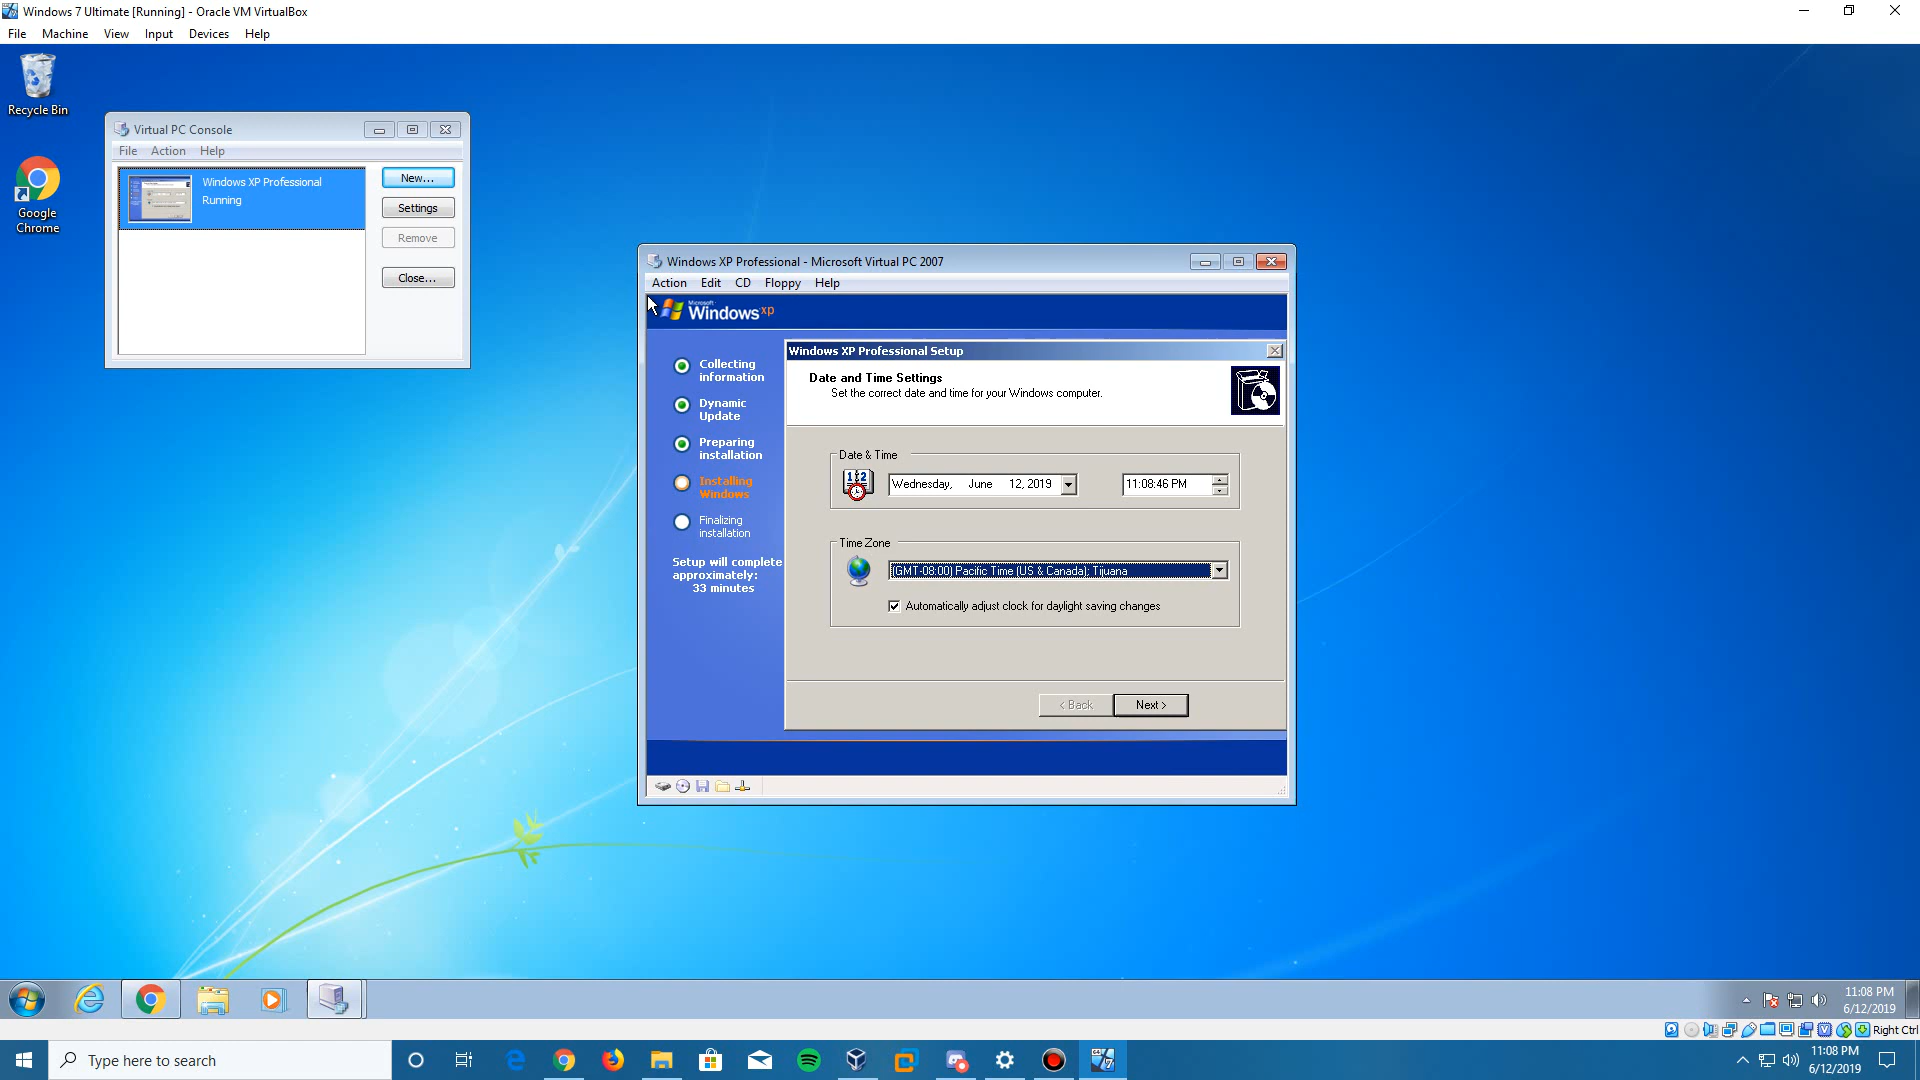 Windows 7 Ultimate [Running] - Oracle VM VirtualBox
File Machine View Input Devices Help
Recycle Bin
Google
Chrome
Virtual PC Console
File Action Help
Windows XP Professional
Running
New...
Settings
Remove
Close...
Windows XP Professional - Microsoft Virtual PC 2007
Action Edit CD Floppy Help
Microsoft
Windows xp
Collecting
information
Dynamic
Update
Preparing
installation
Installing
Windows
Finalizing
installation
Setup will complete
approximately:
33 minutes
Windows XP Professional Setup
Date and Time Settings
Set the correct date and time for your Windows computer.
Date & Time
Wednesday, June 12, 2019
11:08:46 PM
Time Zone
(GMT-08:00) Pacific Time (US & Canada); Tijuana
Automatically adjust clock for daylight saving changes
< Back
Next >
11:08 PM
6/12/2019
Right Ctrl
Type here to search
11:08 PM
6/12/2019